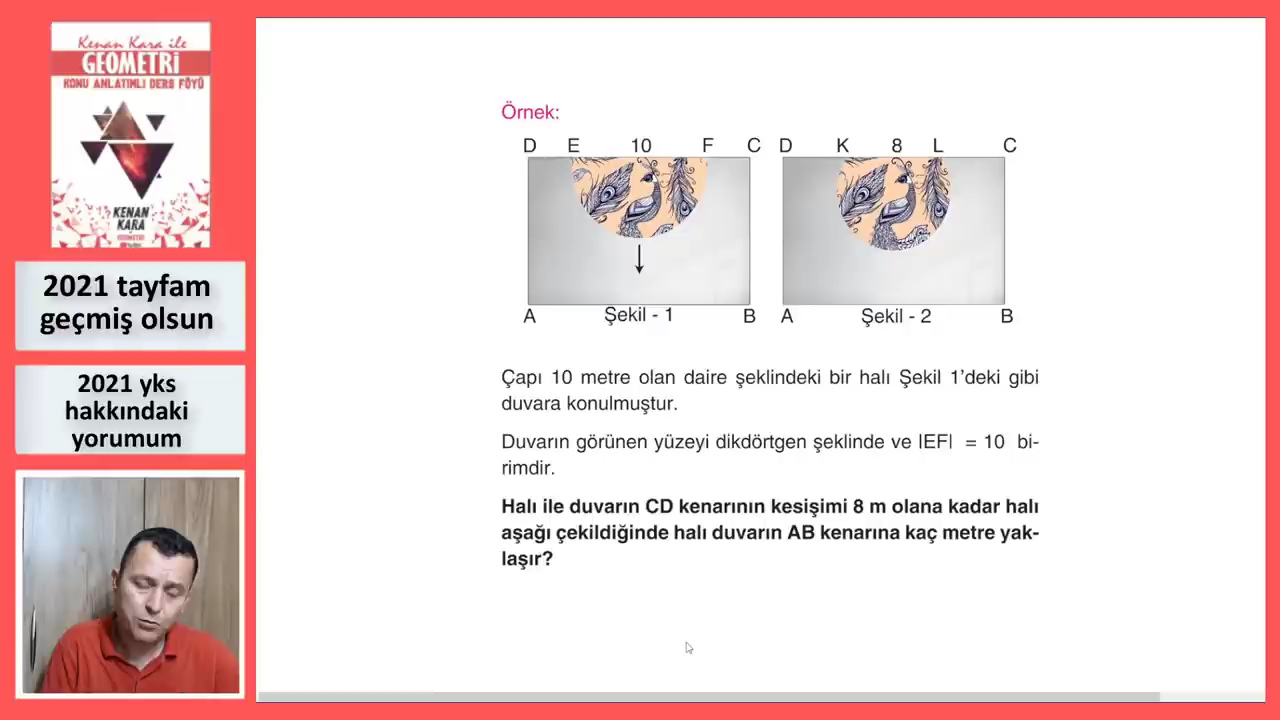 Kenan Kara ile
GEOMETRİ
KONU ANLATIMLI DERS FÖYÜ
KENAN
KARA
2021 tayfam
geçmiş olsun
2021 yks
hakkındaki
yorumum
Örnek:
D E 10 F C D K 8 L C
A Şekil - 1 B A Şekil - 2 B
Çapı 10 metre olan daire şeklindeki bir halı Şekil 1’deki gibi
duvara konulmuştur.
Duvarın görünen yüzeyi dikdörtgen şeklinde ve |EF| = 10 bi-
rimdir.
Halı ile duvarın CD kenarının kesişimi 8 m olana kadar halı
aşağı çekildiğinde halı duvarın AB kenarına kaç metre yak-
laşır?